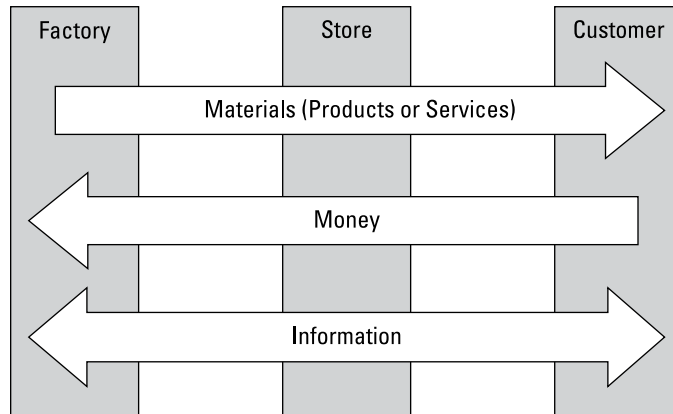 Factory
Store
Customer
Materials (Products or Services)
Money
Information